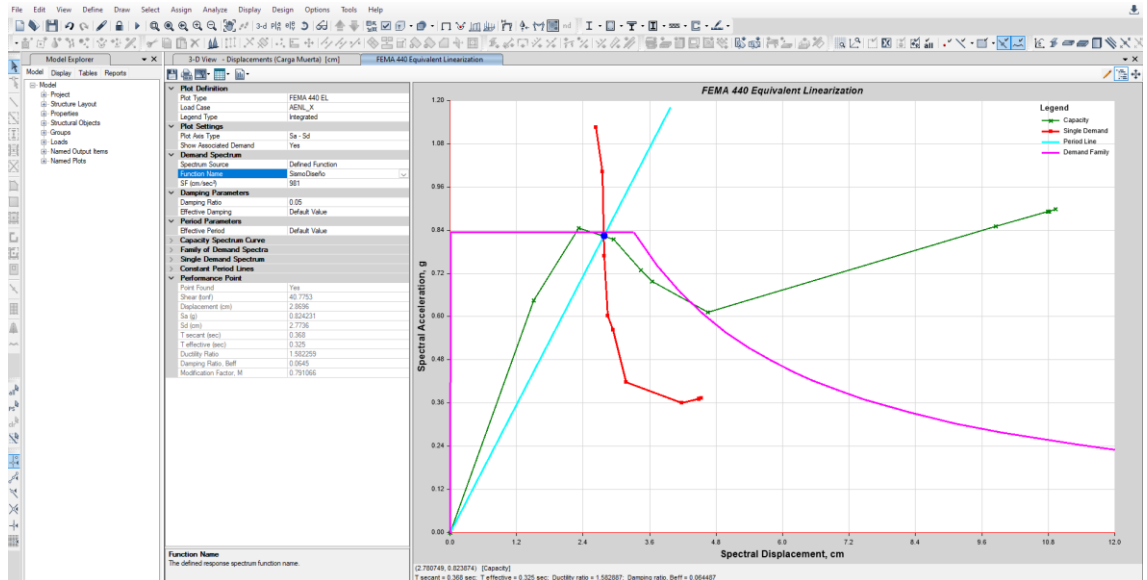 File Edit View Define Draw Select Assign Analyze Display Design Options Tools Help
3-d
nd
Model Explorer
3-D View - Displacements (Carga Muerta) [cm]
FEMA 440 Equivalent Linearization
Model Display Tables Reports
Model
Project
Structure Layout
Properties
Structural Objects
Groups
Loads
Named Output Items
Named Plots
Plot Definition
Plot Type FEMA 440 EL
Load Case AENL_X
Legend Type Integrated
Plot Settings
Plot Axis Type Sa - Sd
Show Associated Demand Yes
Demand Spectrum
Spectrum Source Defined Function
Function Name SismoDiseño
SF (cm/sec²) 981
Damping Parameters
Damping Ratio 0.05
Effective Damping Default Value
Period Parameters
Effective Period Default Value
Capacity Spectrum Curve
Family of Demand Spectra
Single Demand Spectrum
Constant Period Lines
Performance Point
Point Found Yes
Shear (tonf) 40.7753
Displacement (cm) 2.8696
Sa (g) 0.824231
Sd (cm) 2.7736
T secant (sec) 0.368
T effective (sec) 0.325
Ductility Ratio 1.582259
Damping Ratio, Beff 0.0645
Modification Factor, M 0.791066
Function Name
The defined response spectrum function name.
FEMA 440 Equivalent Linearization
Legend
Capacity
Single Demand
Period Line
Demand Family
Spectral Acceleration, g
1.20
1.08
0.96
0.84
0.72
0.60
0.48
0.36
0.24
0.12
0.00
0.0 1.2 2.4 3.6 4.8 6.0 7.2 8.4 9.6 10.8 12.0
Spectral Displacement, cm
(2.780749, 0.823874) [Capacity]
T secant = 0.368 sec; T effective = 0.325 sec; Ductility ratio = 1.582887; Damping ratio, Beff = 0.064487